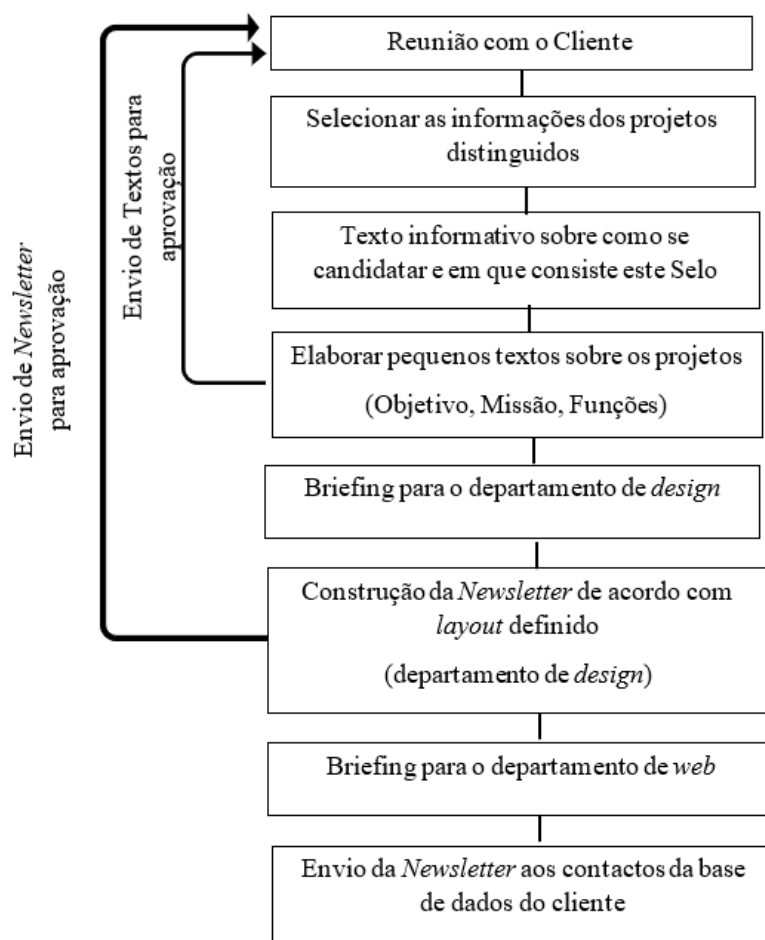 Reunião com o Cliente
Selecionar as informações dos projetos
distinguidos
Envio de Textos para
aprovação
Texto informativo sobre como se
candidatar e em que consiste este Selo
Envio de Newsletter
para aprovação
Elaborar pequenos textos sobre os projetos
(Objetivo, Missão, Funções)
Briefing para o departamento de design
Construção da Newsletter de acordo com
layout definido
(departamento de design)
Briefing para o departamento de web
Envio da Newsletter aos contactos da base
de dados do cliente